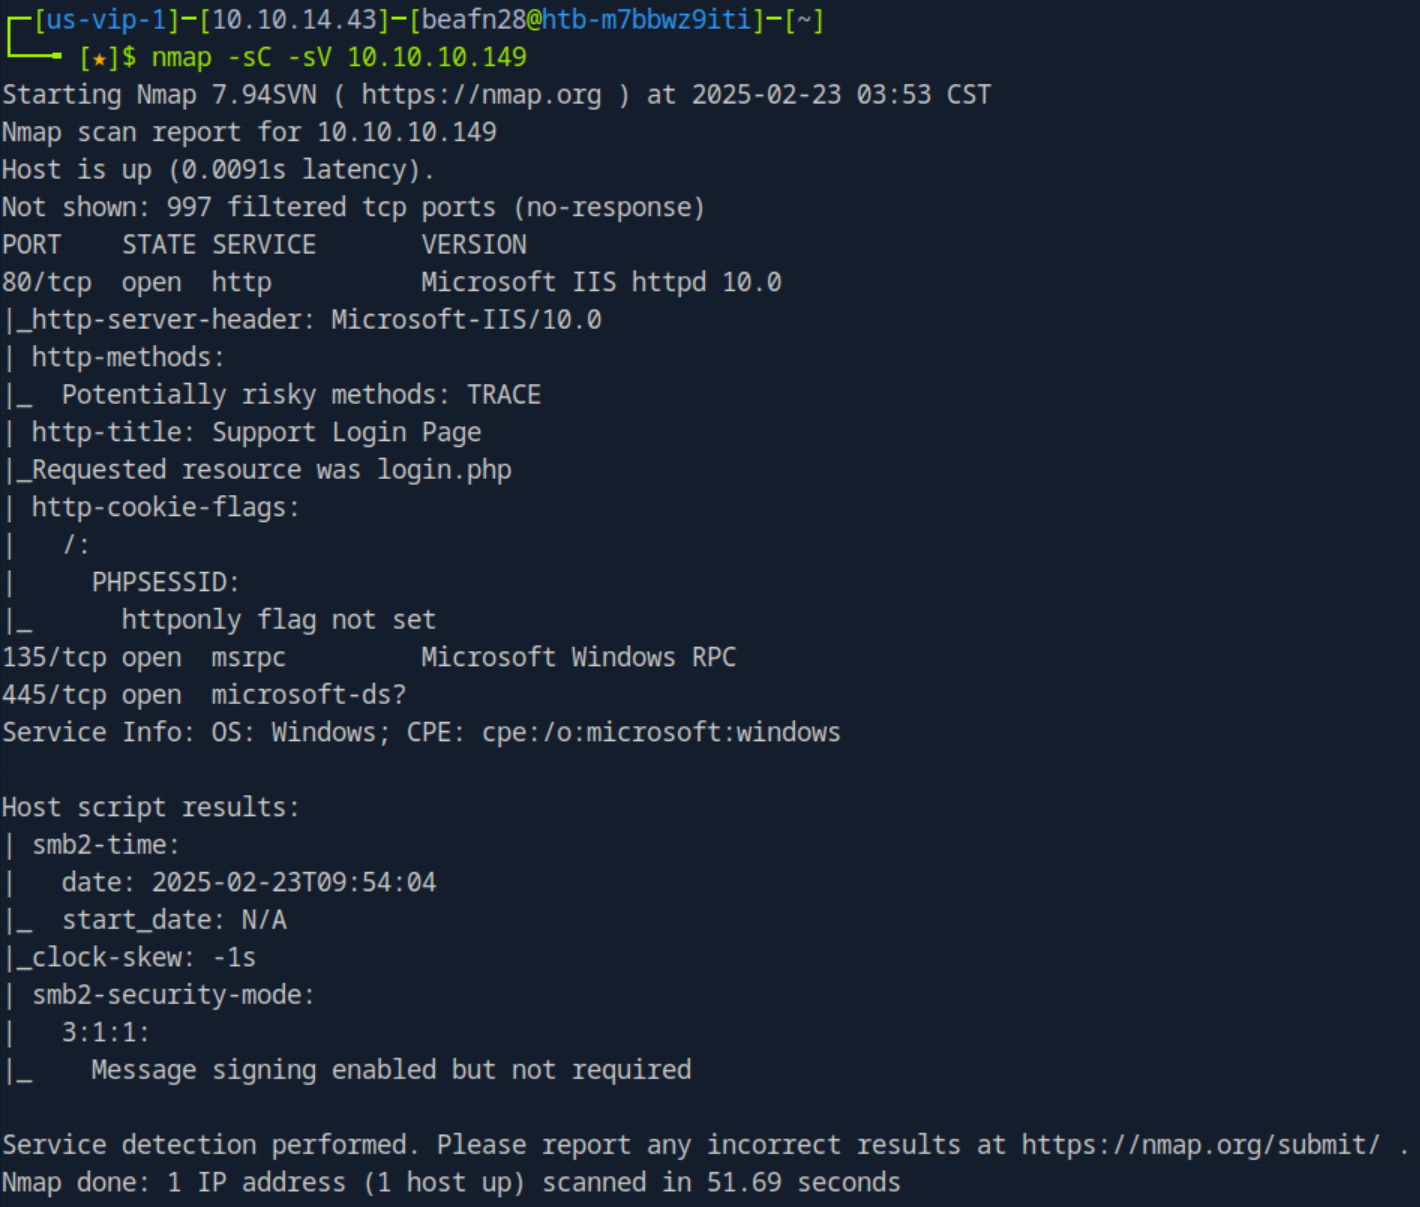 ┌─[us-vip-1]─[10.10.14.43]─[beafn28@htb-m7bbwz9iti]─[~]
└──╼ [★]$ nmap -sC -sV 10.10.10.149
Starting Nmap 7.94SVN ( https://nmap.org ) at 2025-02-23 03:53 CST
Nmap scan report for 10.10.10.149
Host is up (0.0091s latency).
Not shown: 997 filtered tcp ports (no-response)
PORT    STATE SERVICE       VERSION
80/tcp  open  http          Microsoft IIS httpd 10.0
|_http-server-header: Microsoft-IIS/10.0
| http-methods:
|_  Potentially risky methods: TRACE
| http-title: Support Login Page
|_Requested resource was login.php
| http-cookie-flags:
|   /:
|     PHPSESSID:
|_      httponly flag not set
135/tcp open  msrpc         Microsoft Windows RPC
445/tcp open  microsoft-ds?
Service Info: OS: Windows; CPE: cpe:/o:microsoft:windows

Host script results:
| smb2-time:
|   date: 2025-02-23T09:54:04
|_  start_date: N/A
|_clock-skew: -1s
| smb2-security-mode:
|   3:1:1:
|_    Message signing enabled but not required

Service detection performed. Please report any incorrect results at https://nmap.org/submit/ .
Nmap done: 1 IP address (1 host up) scanned in 51.69 seconds